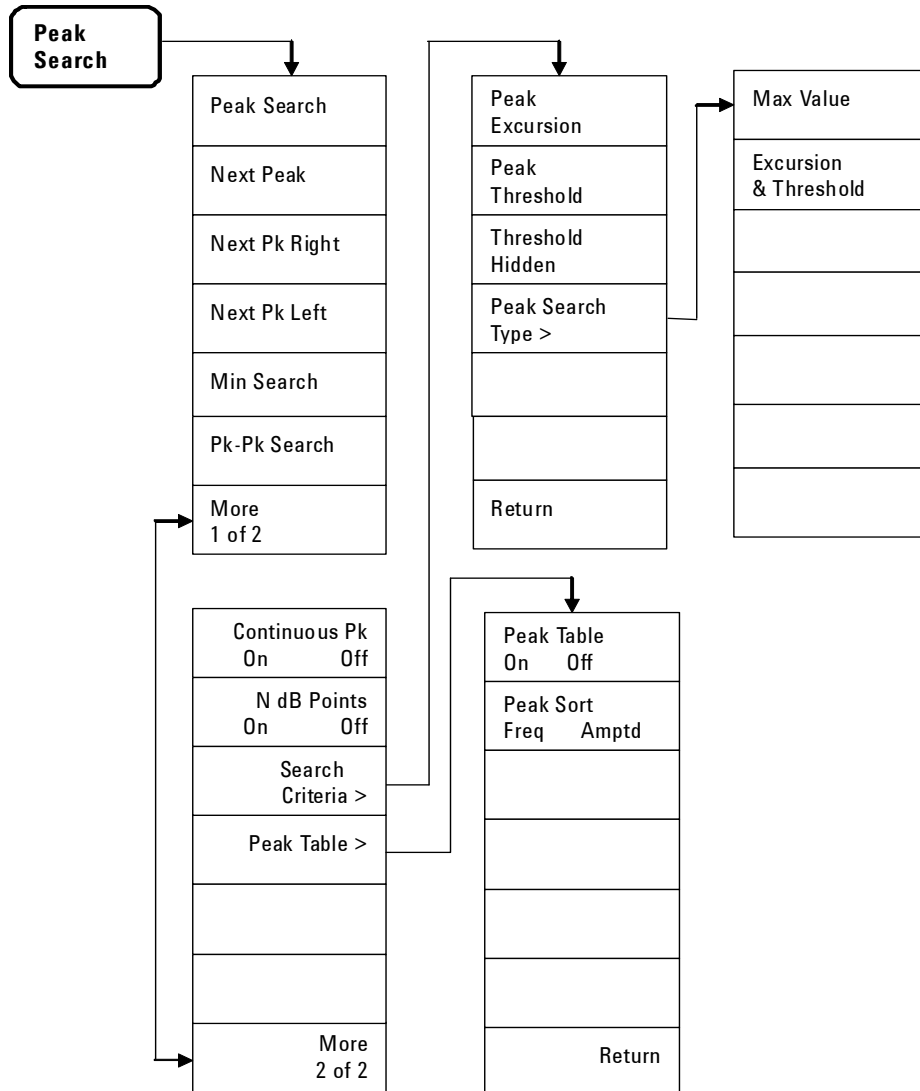 Peak
Search
Peak Search
Next Peak
Next Pk Right
Next Pk Left
Min Search
Pk-Pk Search
More
1 of 2
Continuous Pk
On Off
N dB Points
On Off
Search
Criteria >
Peak Table >
More
2 of 2
Peak
Excursion
Peak
Threshold
Threshold
Hidden
Peak Search
Type >
Return
Max Value
Excursion
& Threshold
Peak Table
On Off
Peak Sort
Freq Amptd
Return